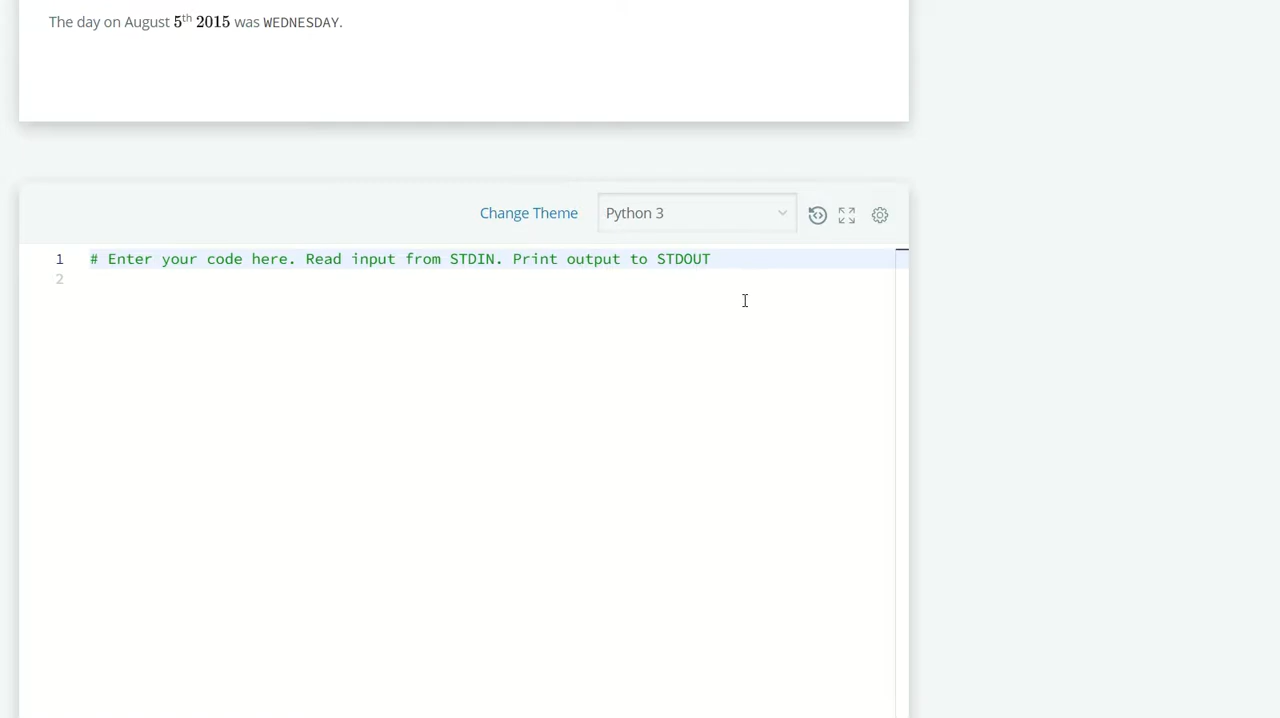 The day on August 5th 2015 was WEDNESDAY.
Change Theme
Python 3
1 # Enter your code here. Read input from STDIN. Print output to STDOUT
2